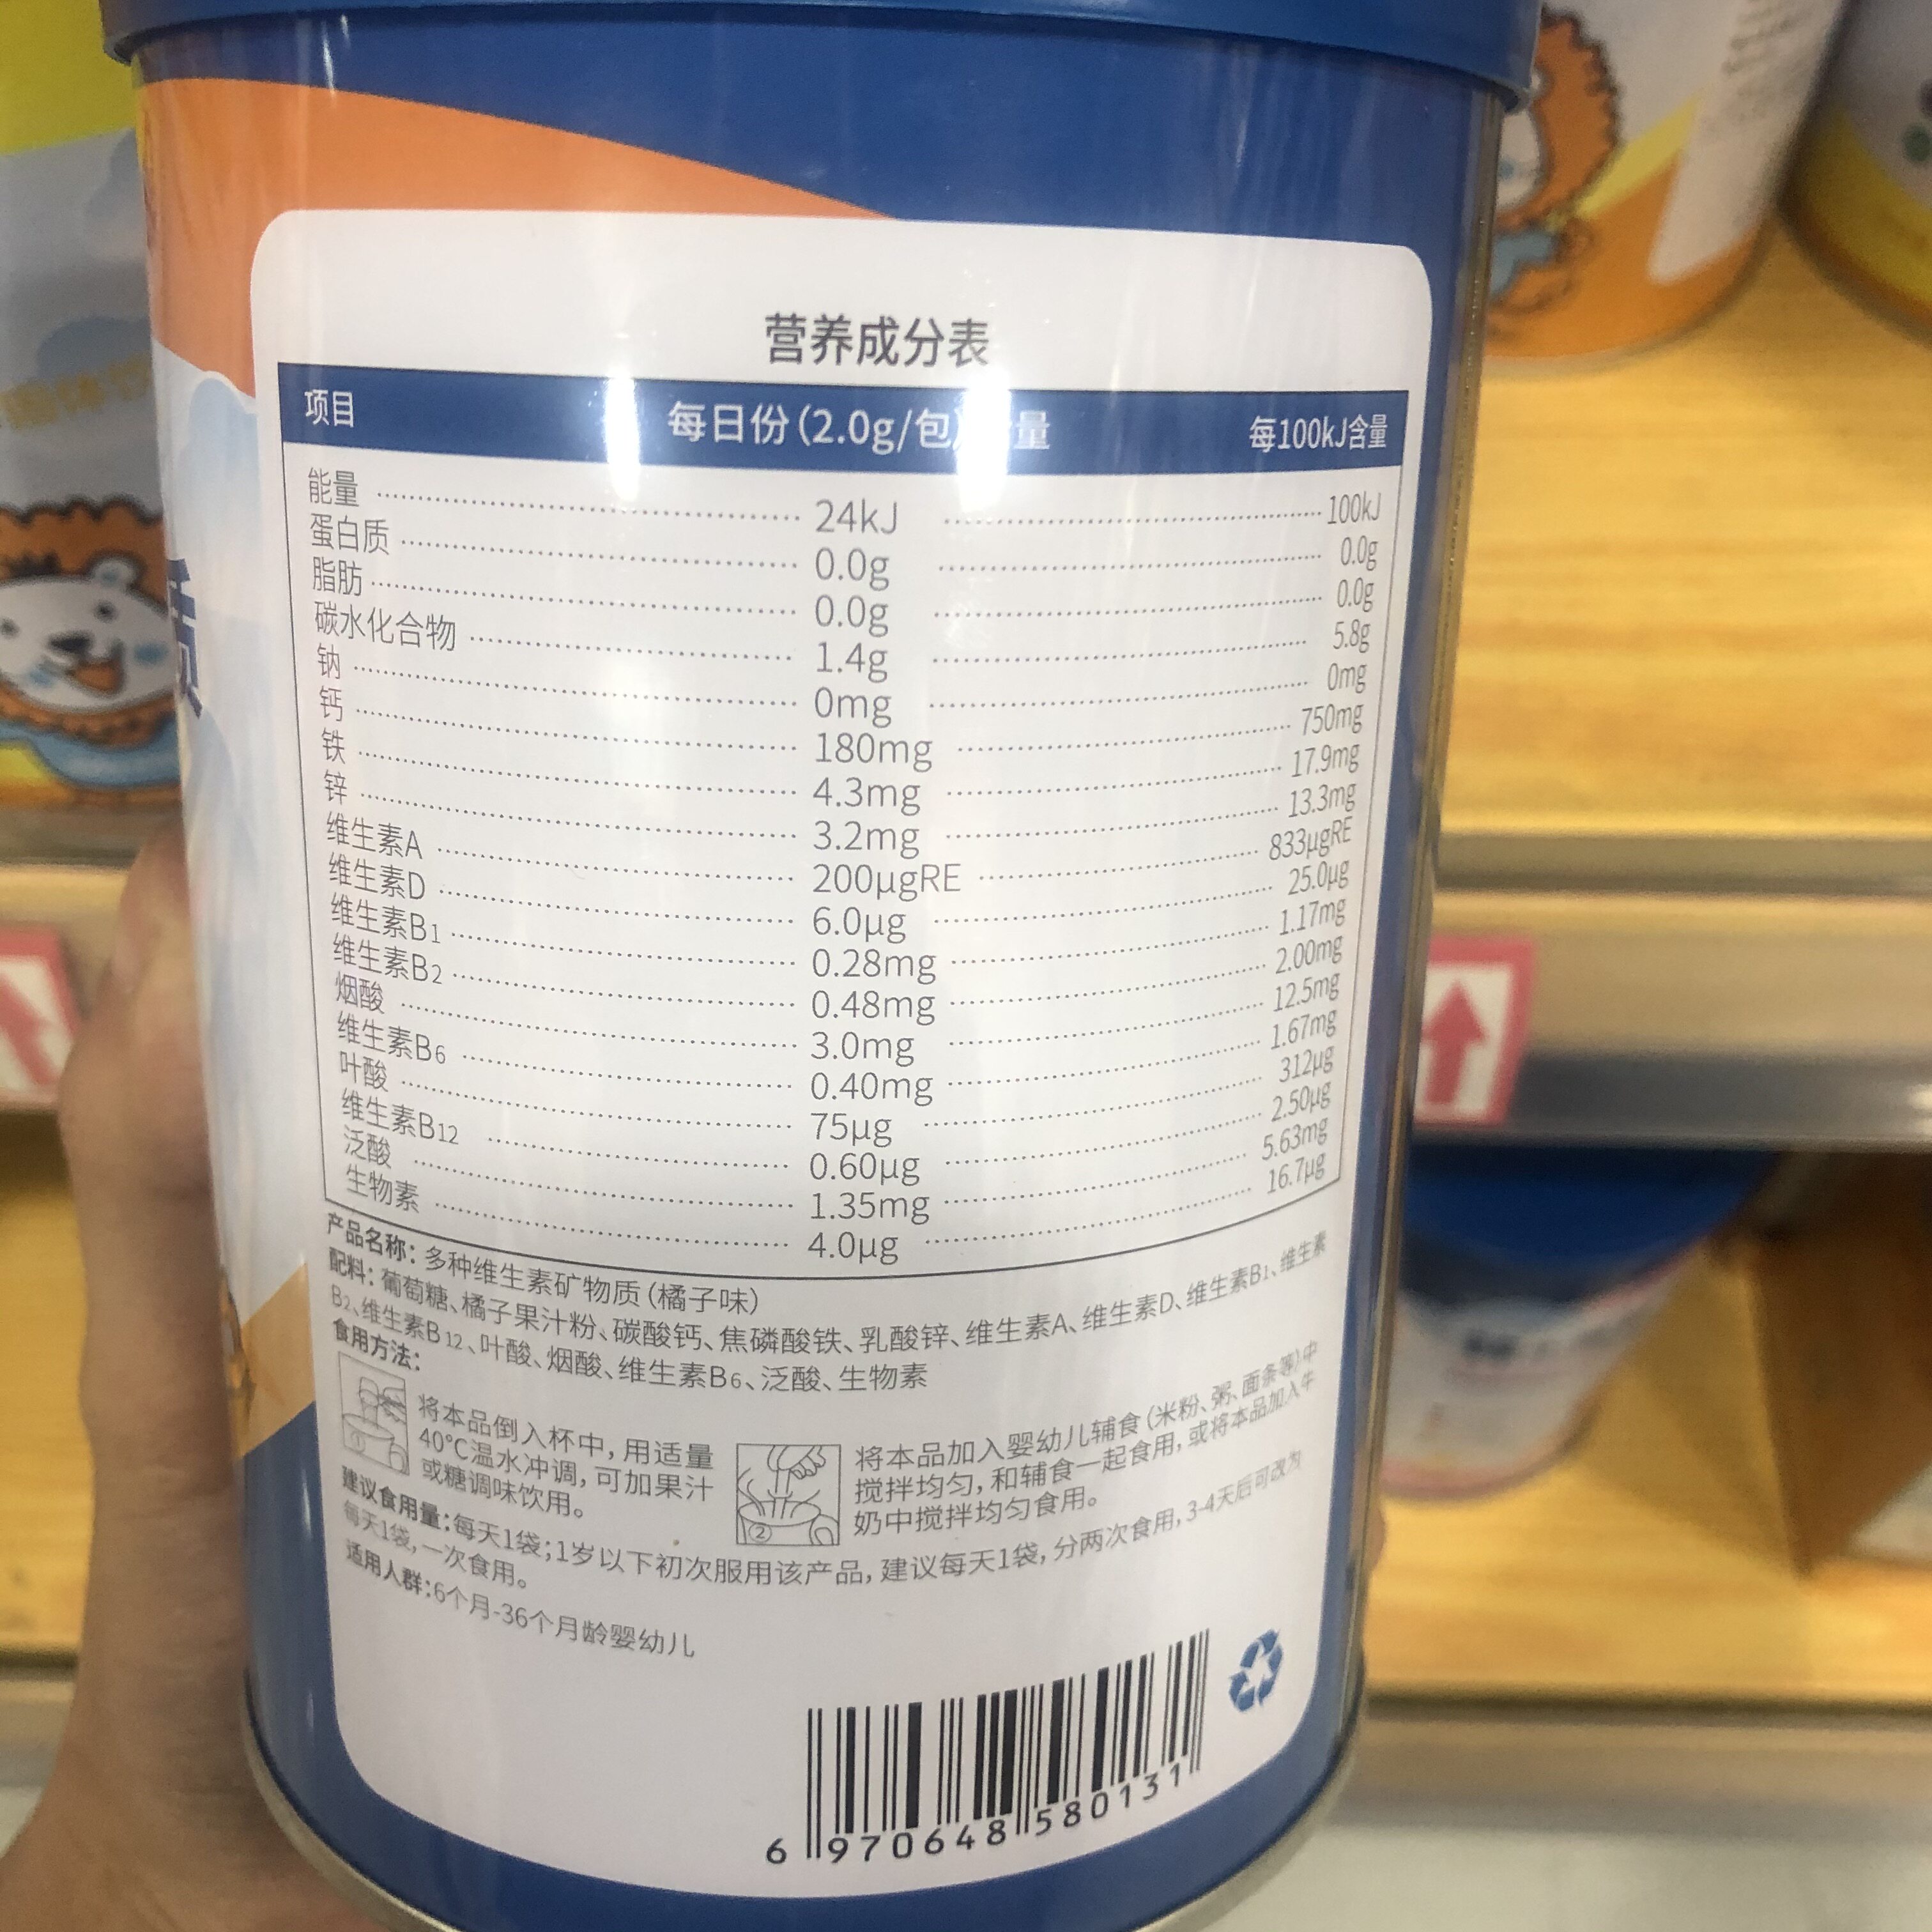 质
营养成分表
项目 每日份(2.0g/包) 量 每100kJ含量
能量 24kJ 100kJ
蛋白质 0.0g 0.0g
脂肪 0.0g 0.0g
碳水化合物 1.4g 5.8g
钠 0mg 0mg
钙 180mg 750mg
铁 4.3mg 17.9mg
锌 3.2mg 13.3mg
维生素A 200μgRE 833μgRE
维生素D 6.0μg 25.0μg
维生素B1 0.28mg 1.17mg
维生素B2 0.48mg 2.00mg
烟酸 3.0mg 12.5mg
维生素B6 0.40mg 1.67mg
叶酸 75μg 312μg
维生素B12 0.60μg 2.50μg
泛酸 1.35mg 5.63mg
生物素 4.0μg 16.7μg
产品名称：多种维生素矿物质(橘子味)
配料：葡萄糖、橘子果汁粉、碳酸钙、焦磷酸铁、乳酸锌、维生素A、维生素D、维生素B1、维生素
B2、维生素B12、叶酸、烟酸、维生素B6、泛酸、生物素
食用方法：
①
将本品倒入杯中，用适量
40℃温水冲调，可加果汁
或糖调味饮用。
②
将本品加入婴幼儿辅食(米粉、粥、面条等)中
搅拌均匀，和辅食一起食用，或将本品加入牛
奶中搅拌均匀食用。
建议食用量：每天1袋；1岁以下初次服用该产品，建议每天1袋，分两次食用，3-4天后可改为
每天1袋，一次食用。
适用人群：6个月-36个月龄婴幼儿
6 970648 580131